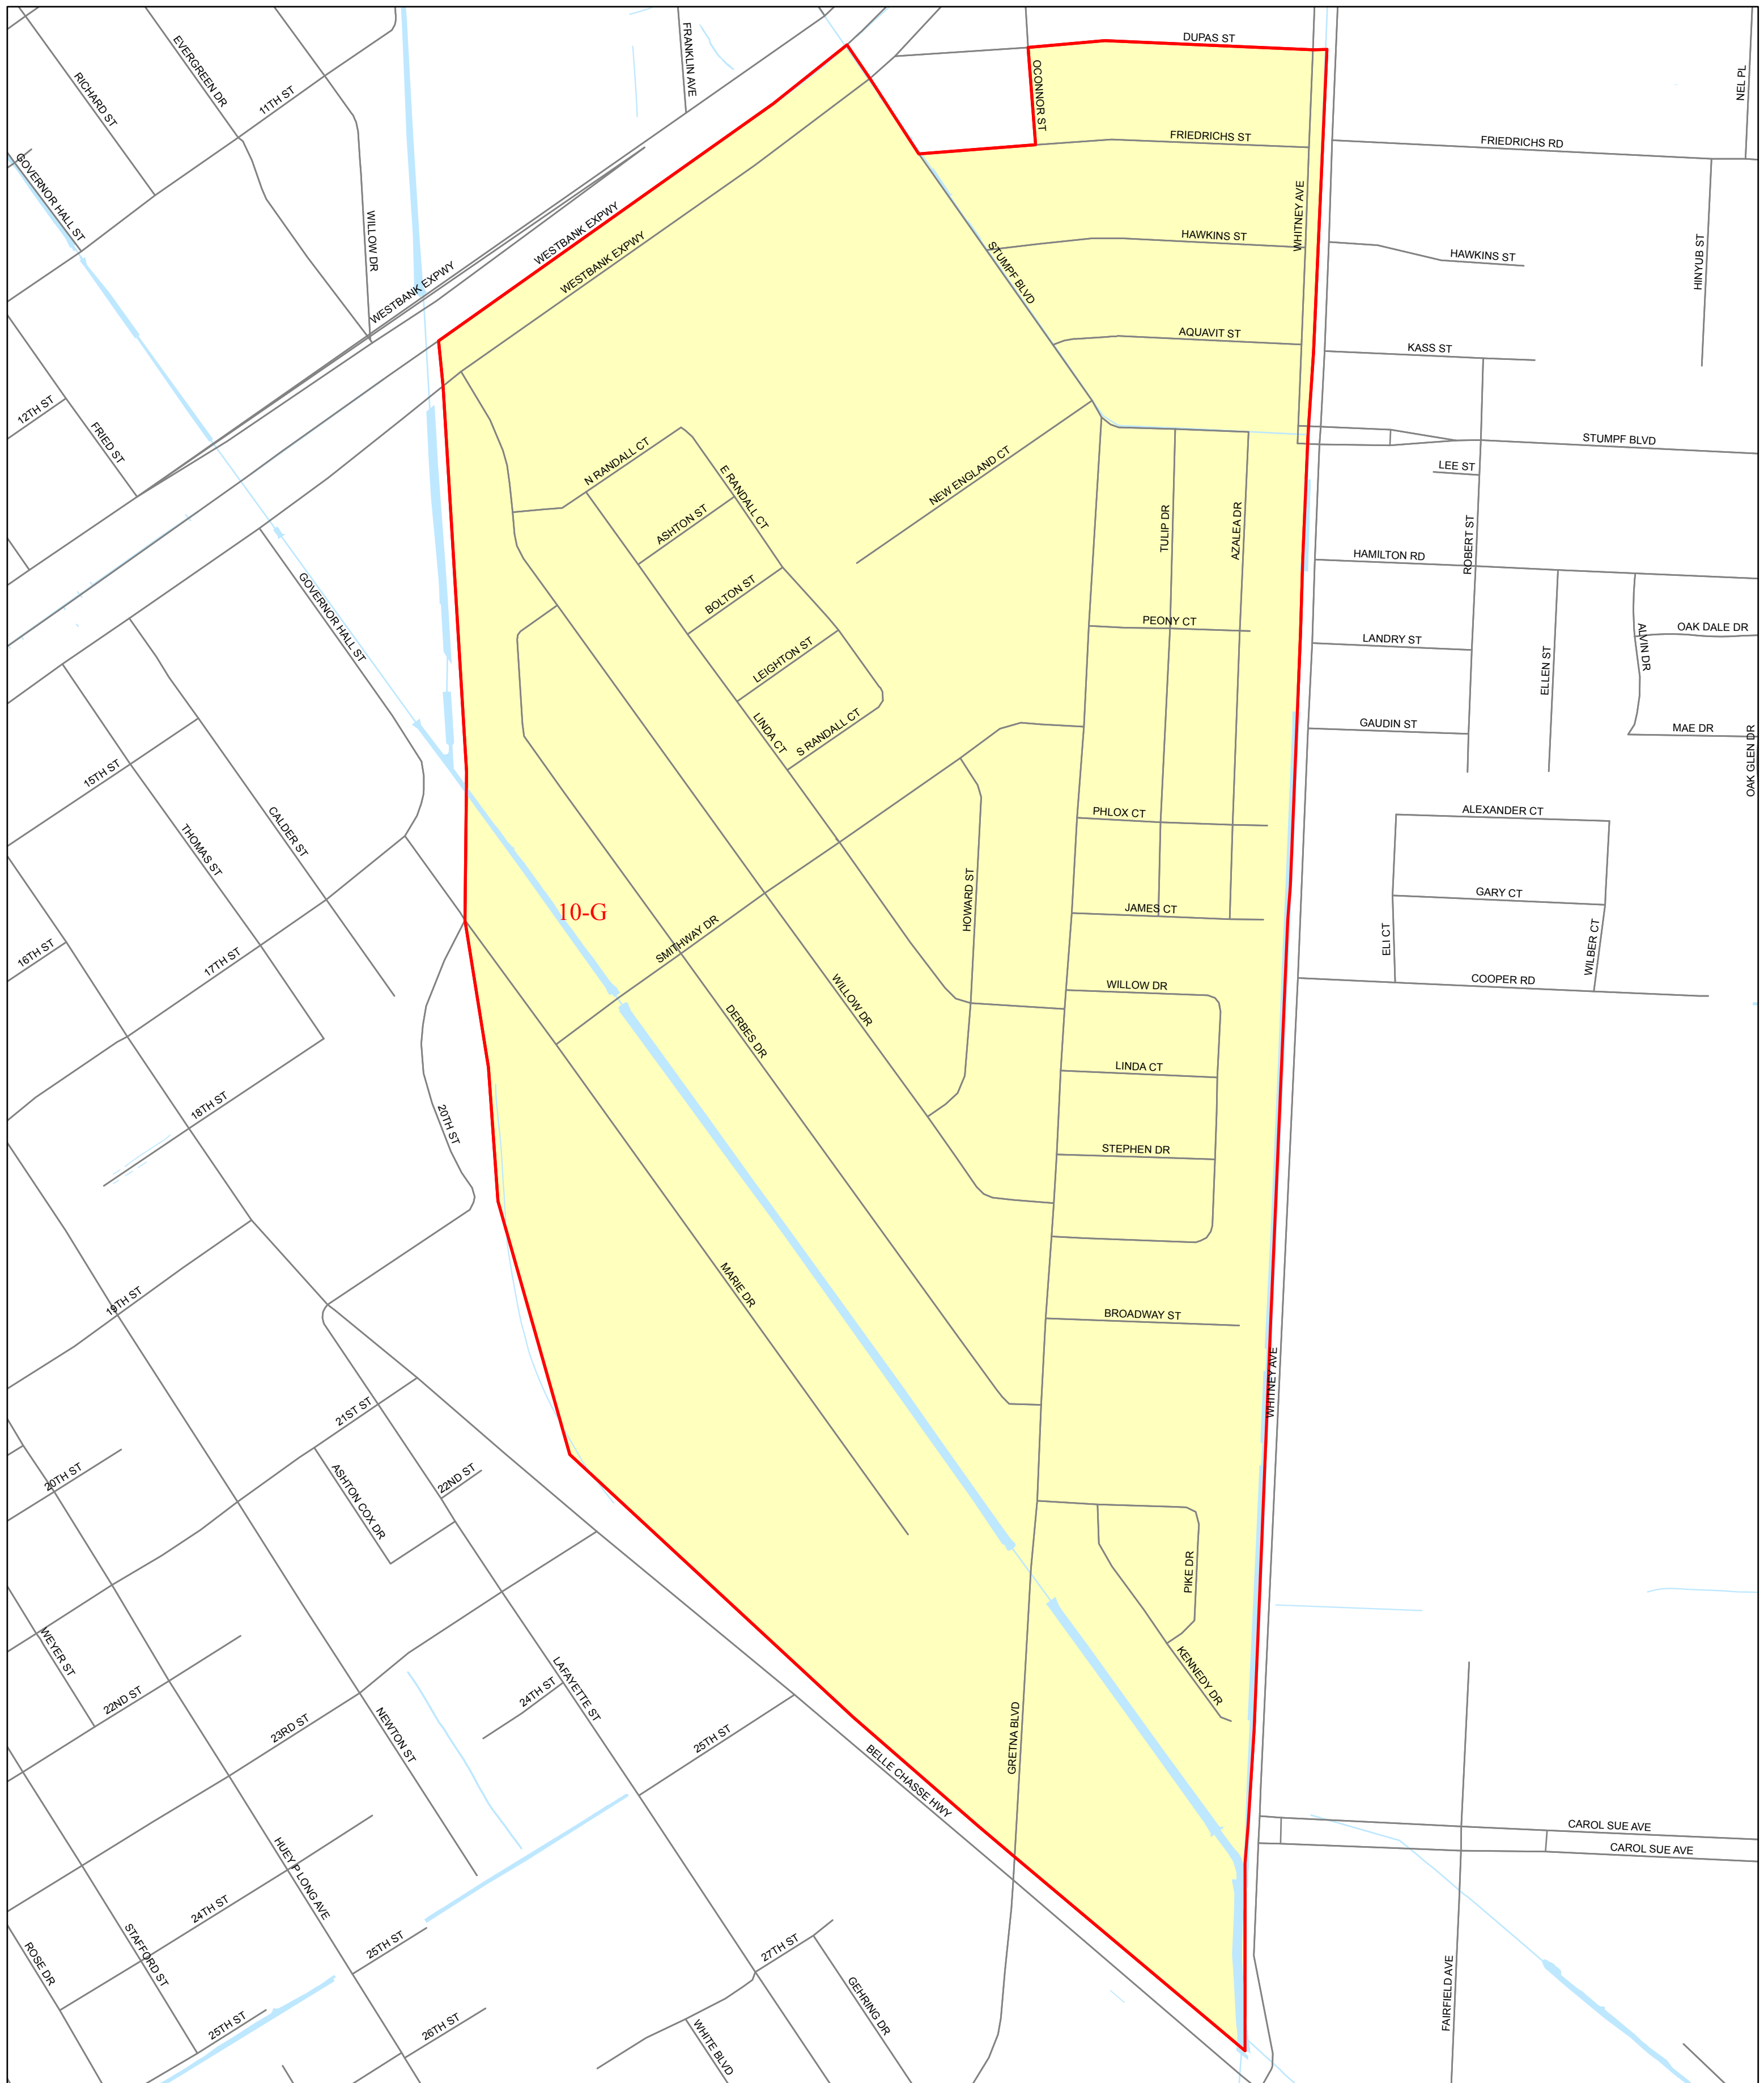 DUPAS ST
FRANKLIN AVE
EVERGREEN DR
RICHARD ST
11TH ST
OCONNOR ST
NEL PL
FRIEDRICHS ST
FRIEDRICHS RD
GOVERNOR HALL ST
WILLOW DR
WESTBANK EXPWY
WESTBANK EXPWY
WESTBANK EXPWY
WHITNEY AVE
HAWKINS ST
HAWKINS ST
HINYUB ST
STUMPF BLVD
AQUAVIT ST
KASS ST
12TH ST
FRIED ST
STUMPF BLVD
N RANDALL CT
E RANDALL CT
NEW ENGLAND CT
LEE ST
ASHTON ST
TULIP DR
AZALEA DR
ROBERT ST
HAMILTON RD
BOLTON ST
GOVERNOR HALL ST
PEONY CT
LANDRY ST
OAK DALE DR
ALVIN DR
ELLEN ST
LEIGHTON ST
LINDA CT
S RANDALL CT
GAUDIN ST
MAE DR
OAK GLEN DR
15TH ST
THOMAS ST
CALDER ST
PHLOX CT
ALEXANDER CT
HOWARD ST
GARY CT
10-G
JAMES CT
SMITHWAY DR
ELI CT
WILBER CT
16TH ST
17TH ST
WILLOW DR
WILLOW DR
COOPER RD
DERBES DR
LINDA CT
18TH ST
20TH ST
STEPHEN DR
MARIE DR
19TH ST
BROADWAY ST
WHITNEY AVE
21ST ST
20TH ST
ASHTON COX DR
22ND ST
PIKE DR
WEYER ST
KENNEDY DR
22ND ST
LAFAYETTE ST
24TH ST
23RD ST
NEWTON ST
25TH ST
GRETNA BLVD
BELLE CHASSE HWY
CAROL SUE AVE
CAROL SUE AVE
HUEY P LONG AVE
24TH ST
STAFFORD ST
ROSE DR
25TH ST
27TH ST
GEHRING DR
FAIRFIELD AVE
25TH ST
26TH ST
WHITE BLVD